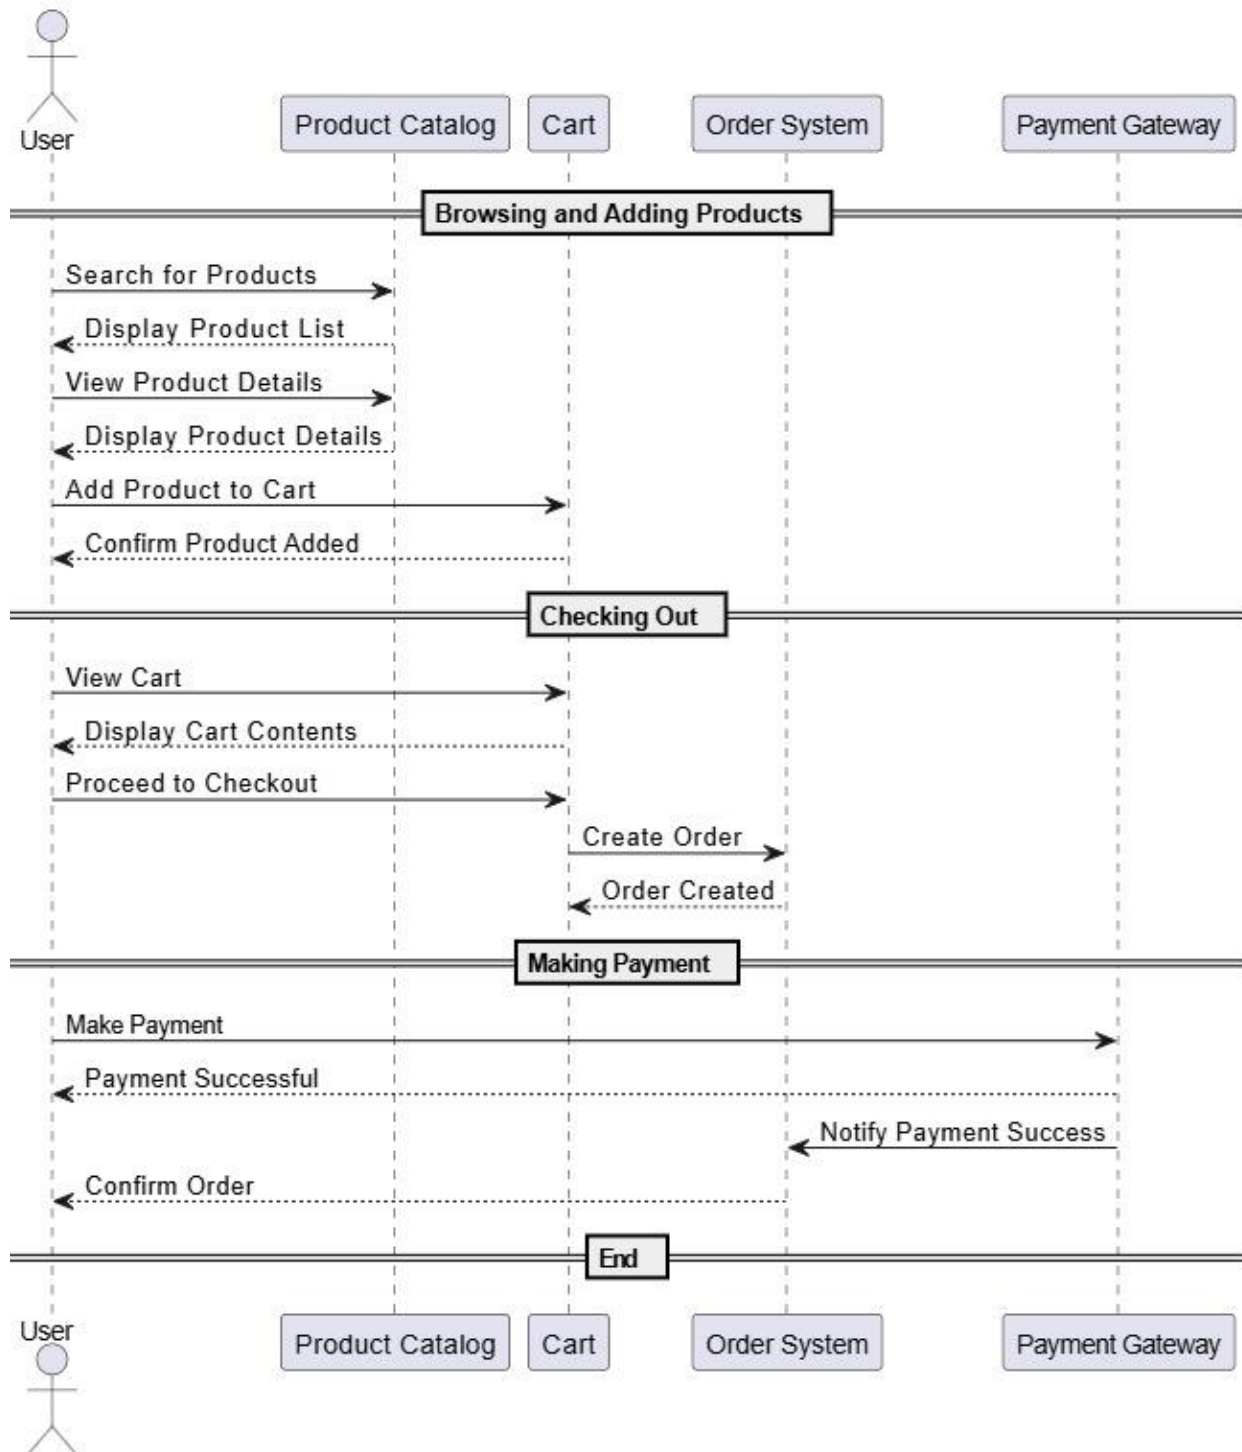 User
Product Catalog
Cart
Order System
Payment Gateway
Browsing and Adding Products
Search for Products
Display Product List
View Product Details
Display Product Details
Add Product to Cart
Confirm Product Added
Checking Out
View Cart
Display Cart Contents
Proceed to Checkout
Create Order
Order Created
Making Payment
Make Payment
Payment Successful
Notify Payment Success
Confirm Order
End
User
Product Catalog
Cart
Order System
Payment Gateway